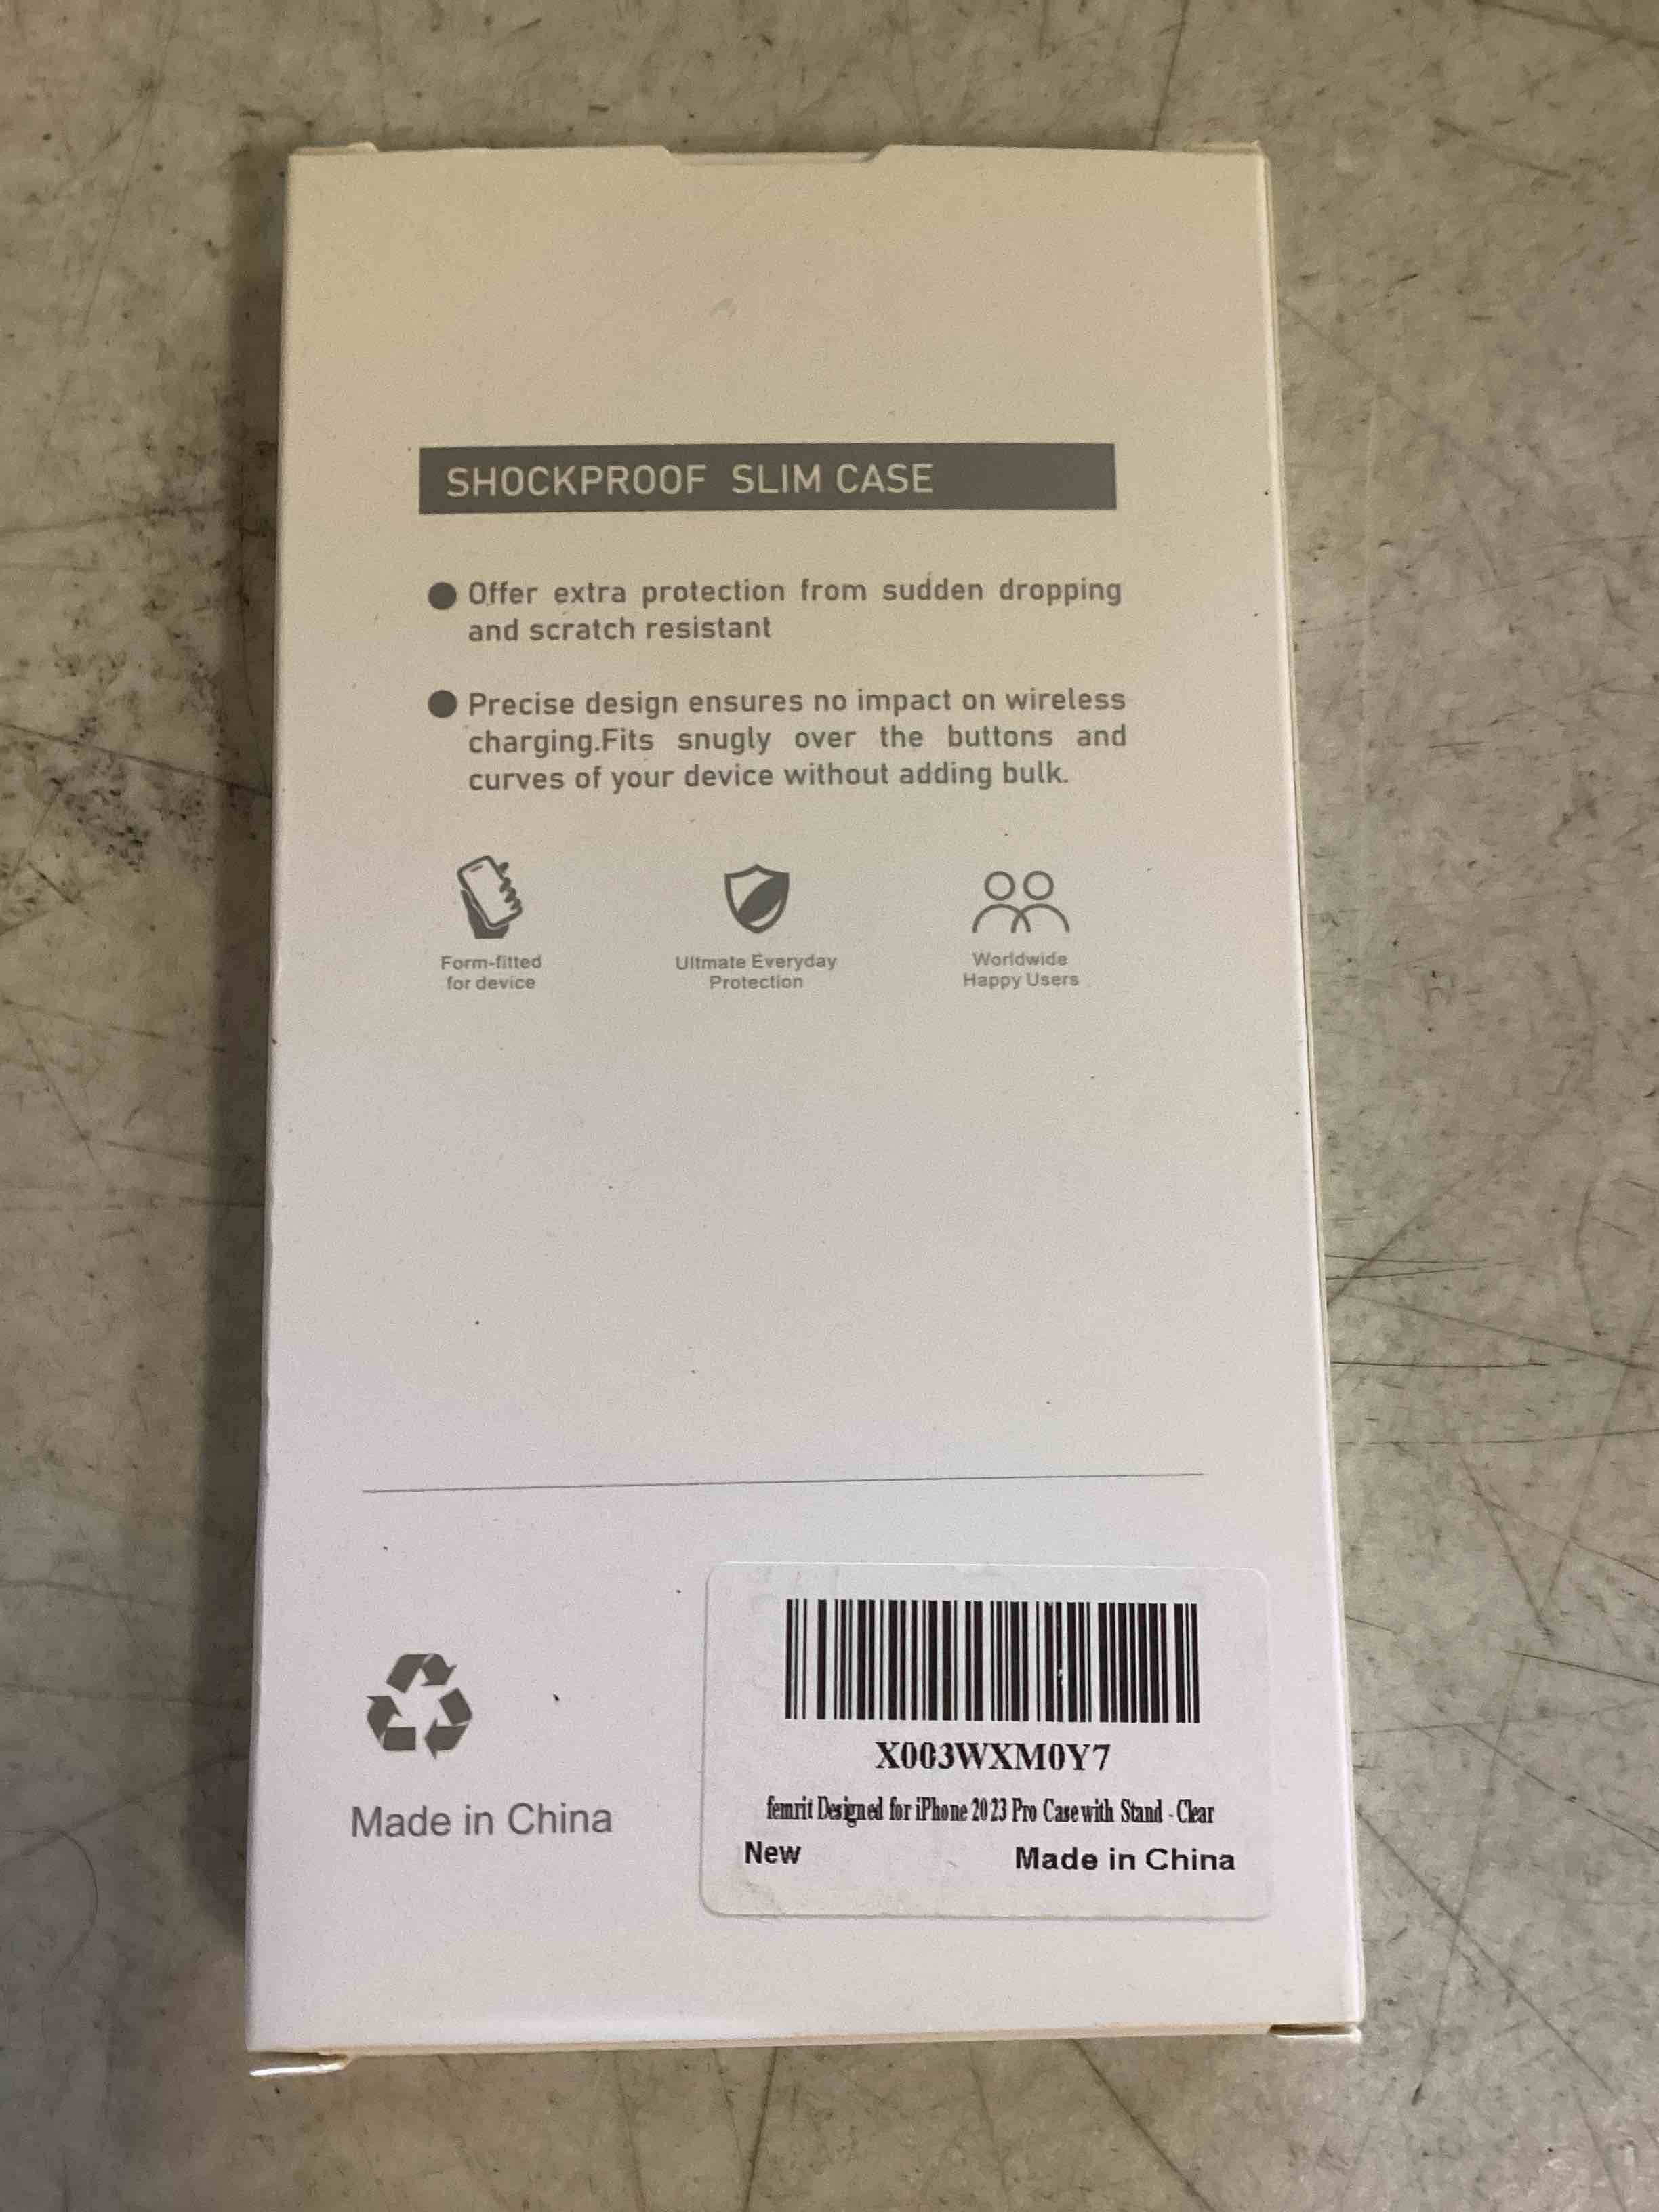 SHOCKPROOF SLIM CASE
● Offer extra protection from sudden dropping
and scratch resistant
● Precise design ensures no impact on wireless
charging.Fits snugly over the buttons and
curves of your device without adding bulk.
Form-fitted
for device
Ultmate Everyday
Protection
Worldwide
Happy Users
Made in China
X003WXM0Y7
femrit Designed for iPhone 2023 Pro Case with Stand - Clear
New Made in China